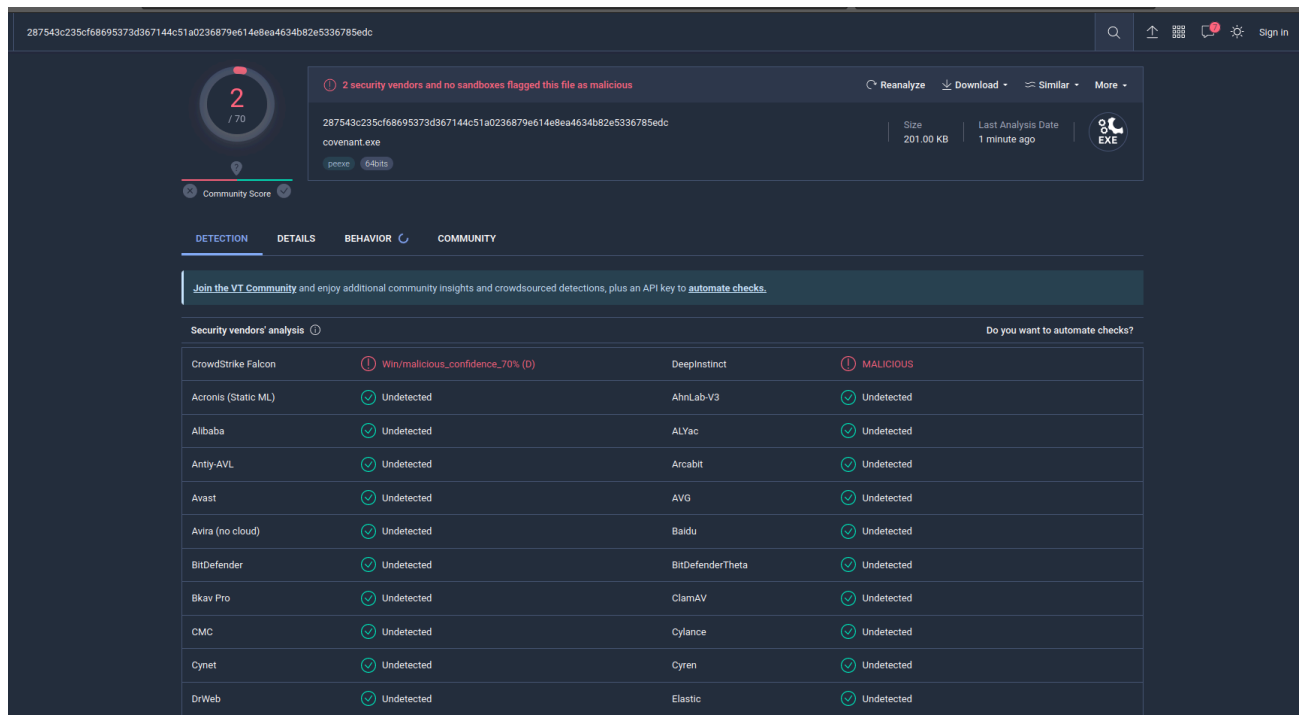 287543c235cf68695373d367144c51a0236879e614e8ea4634b82e5336785edc
7
Sign in
2
/ 70
Community Score
2 security vendors and no sandboxes flagged this file as malicious
Reanalyze
Download
Similar
More
287543c235cf68695373d367144c51a0236879e614e8ea4634b82e5336785edc
covenant.exe
peexe
64bits
Size
201.00 KB
Last Analysis Date
1 minute ago
EXE
DETECTION
DETAILS
BEHAVIOR
COMMUNITY
Join the VT Community and enjoy additional community insights and crowdsourced detections, plus an API key to automate checks.
Security vendors' analysis
Do you want to automate checks?
CrowdStrike Falcon
Win/malicious_confidence_70% (D)
DeepInstinct
MALICIOUS
Acronis (Static ML)
Undetected
AhnLab-V3
Undetected
Alibaba
Undetected
ALYac
Undetected
Antiy-AVL
Undetected
Arcabit
Undetected
Avast
Undetected
AVG
Undetected
Avira (no cloud)
Undetected
Baidu
Undetected
BitDefender
Undetected
BitDefenderTheta
Undetected
Bkav Pro
Undetected
ClamAV
Undetected
CMC
Undetected
Cylance
Undetected
Cynet
Undetected
Cyren
Undetected
DrWeb
Undetected
Elastic
Undetected